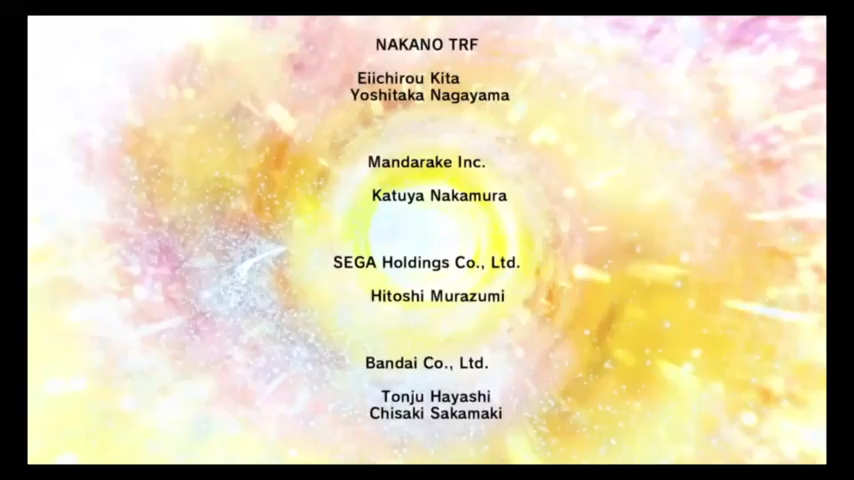 NAKANO TRF
Eiichirou Kita
Yoshitaka Nagayama
Mandarake Inc.
Katuya Nakamura
SEGA Holdings Co., Ltd.
Hitoshi Murazumi
Bandai Co., Ltd.
Tonju Hayashi
Chisaki Sakamaki